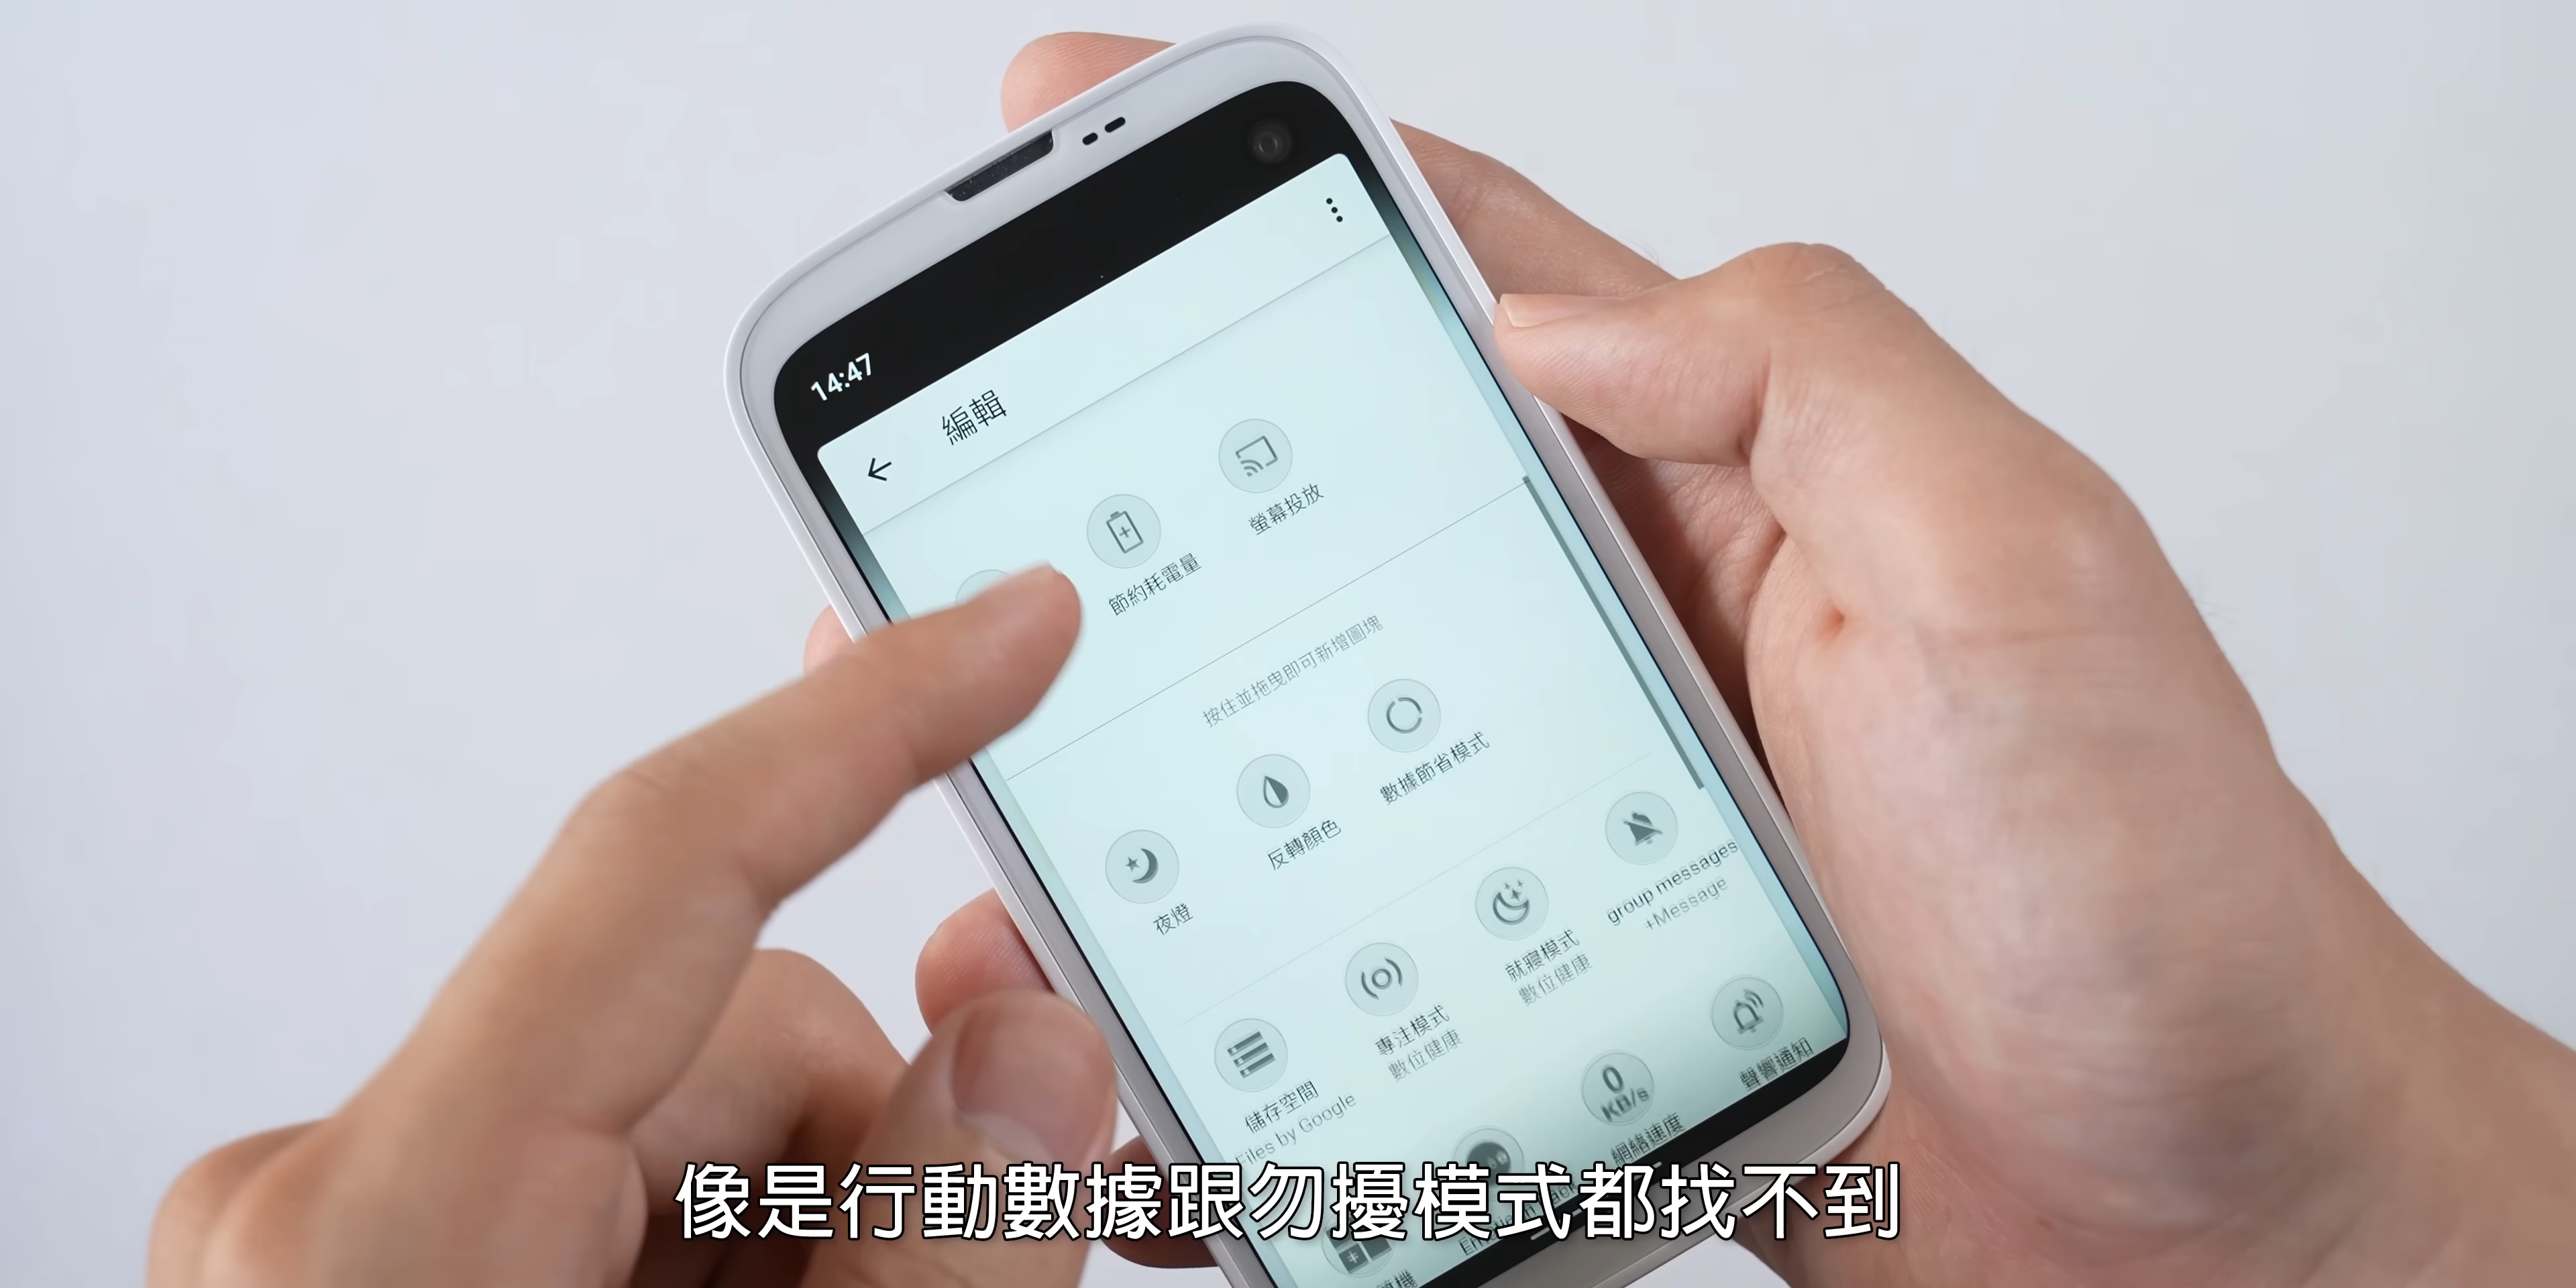 14:47
編輯
節約耗電量
螢幕投放
按住並拖曳即可新增圖塊
夜燈
反轉顏色
數據節省模式
儲存空間
Files by Google
專注模式
數位健康
就寢模式
數位健康
group messages
+Message
0
KB/s
網絡速度
聲響通知
像是行動數據跟勿擾模式都找不到